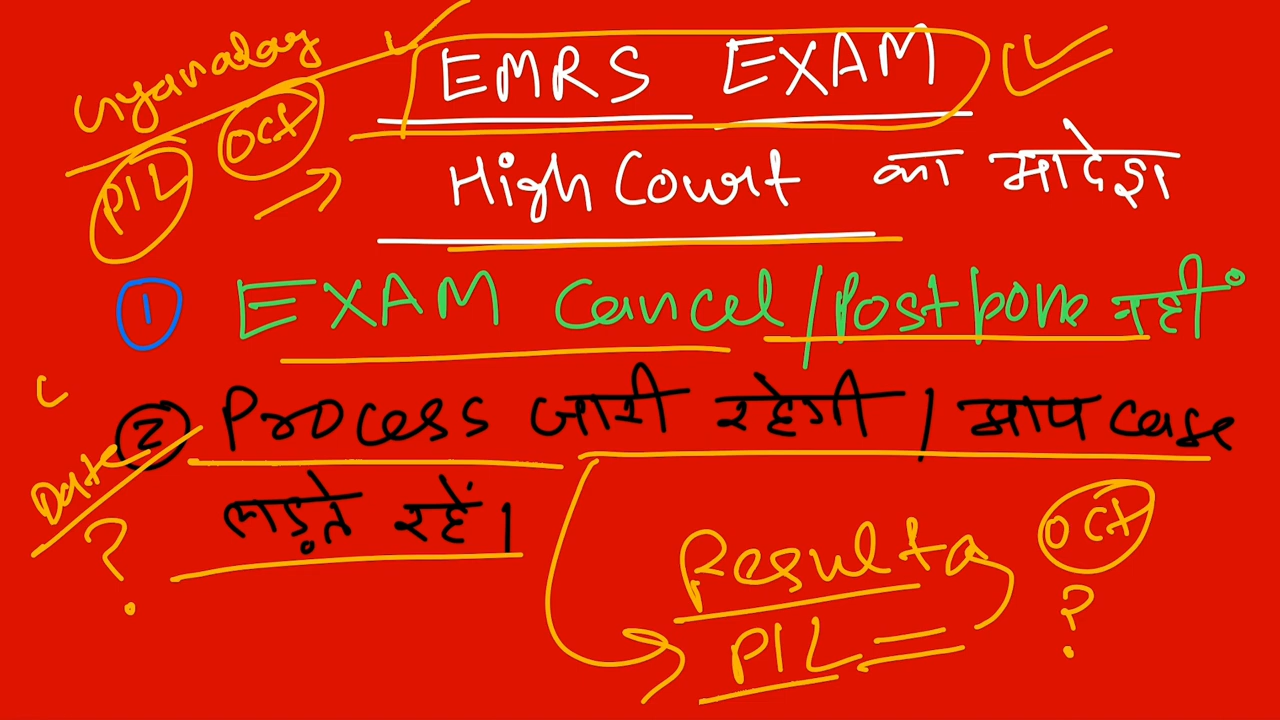 Gyanalay
EMRS EXAM
OCT
PIL
High Court का आदेश
① EXAM Cancel/Postpone नहीं
② Process जारी रहेगी। आप case
लड़ते रहें।
Date
?
Result
OCT
?
PIL =